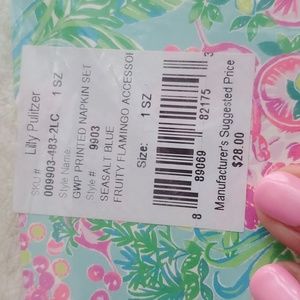 Lilly Pulitzer
SKU # 1 SZ
009903-483-2LC
Style Name:
GWP PRINTED NAPKIN SET
Style # 9903
SEASALT BLUE
FRUITY FLAMINGO ACCESSOR
Size: 1 SZ
8 89069 82175 3
Manufacturer's Suggested Price
$28.00